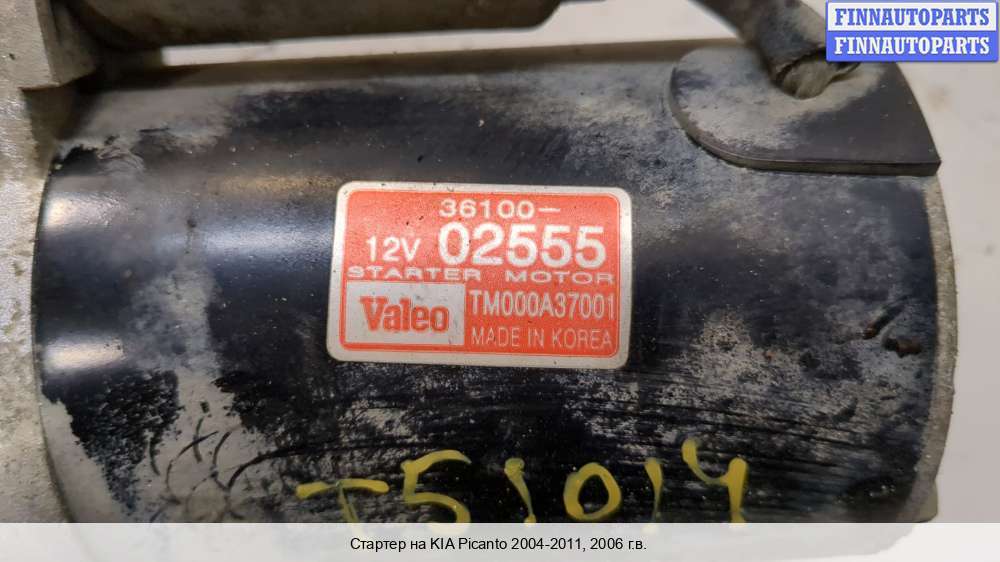 FINNAUTOPARTS
FINNAUTOPARTS
36100-
12V 02555
STARTER MOTOR
Valeo TM000A37001
MADE IN KOREA
T51014
Стартер на KIA Picanto 2004-2011, 2006 г.в.